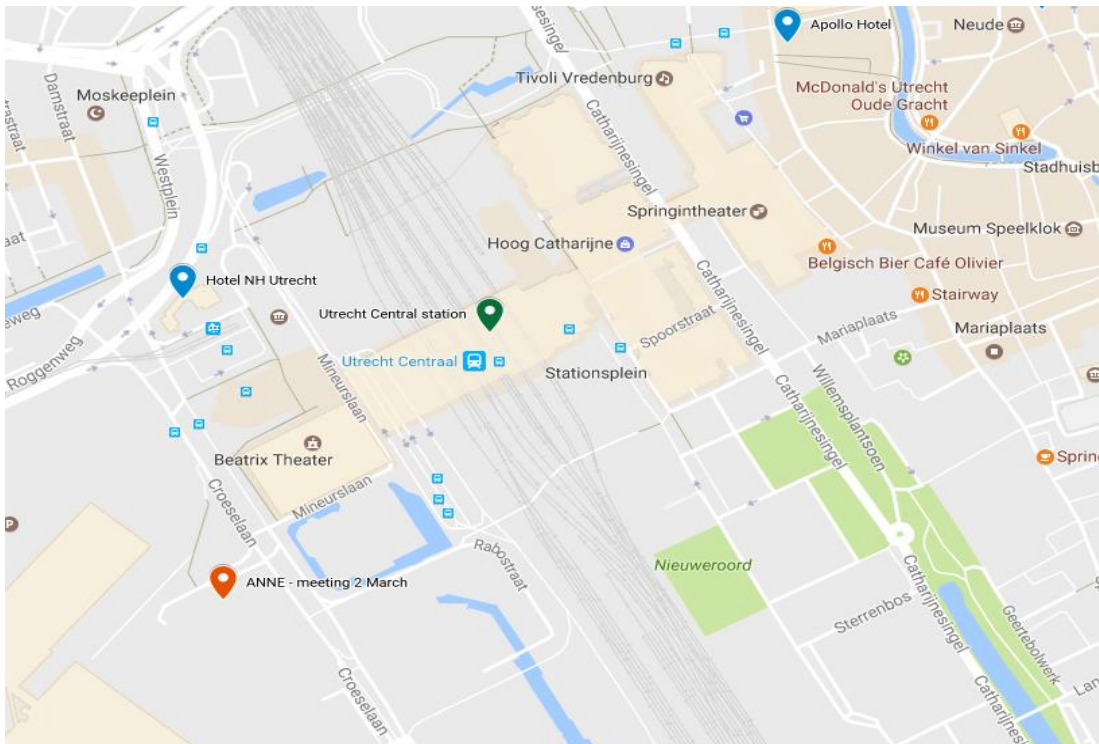 Apollo Hotel
Neude
Catharijnesingel
Damstraat
Moskeeplein
Tivoli Vredenburg
McDonald's Utrecht
Oude Gracht
Winkel van Sinkel
Westplein
Catharijnesingel
Springintheater
Museum Speelklok
Hoog Catharijne
Belgisch Bier Café Olivier
Hotel NH Utrecht
Stairway
Catharijnesingel
Utrecht Central station
Mariaplaats
Mariaplaats
Spoorstraat
Roggenweg
Utrecht Centraal
Stationsplein
Mineurslaan
Willemsplantsoen
Catharijnesingel
Beatrix Theater
Croeselaan
Mineurslaan
P
Rabostraat
Nieuweroord
ANNE - meeting 2 March
Catharijnesingel
Sterrenbos
Geertebolwerk
Croeselaan
Catharijnesingel